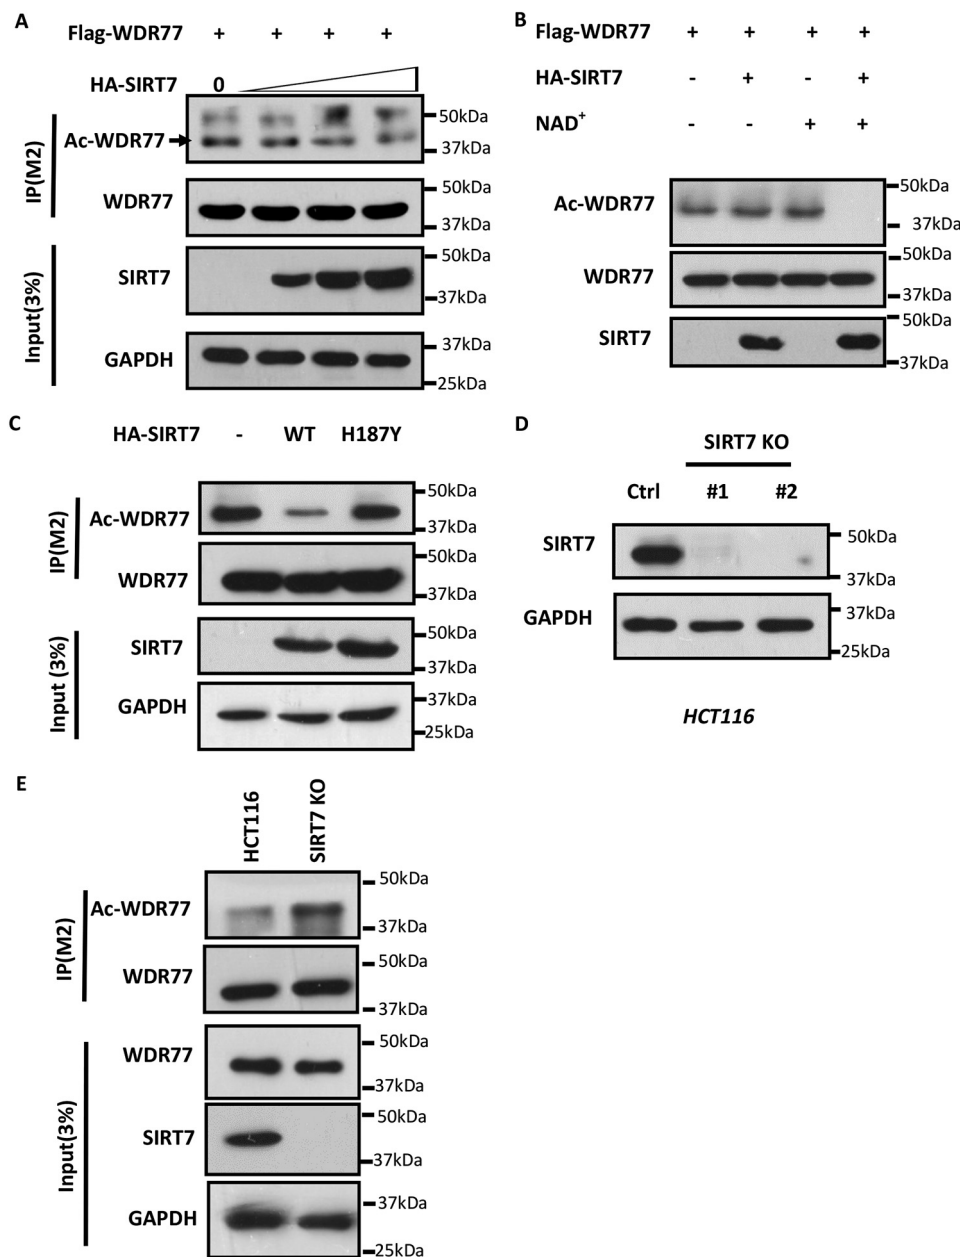 A
Flag-WDR77 + + + +
HA-SIRT7 0
IP(M2)
Ac-WDR77
50kDa
37kDa
WDR77
50kDa
37kDa
Input(3%)
SIRT7
50kDa
37kDa
GAPDH
37kDa
25kDa
B
Flag-WDR77 + + + +
HA-SIRT7 - + - +
NAD+ - - + +
Ac-WDR77
50kDa
37kDa
WDR77
50kDa
37kDa
SIRT7
50kDa
37kDa
C
HA-SIRT7 - WT H187Y
IP(M2)
Ac-WDR77
50kDa
37kDa
WDR77
50kDa
37kDa
Input (3%)
SIRT7
50kDa
37kDa
GAPDH
37kDa
25kDa
D
SIRT7 KO
Ctrl #1 #2
SIRT7
50kDa
37kDa
GAPDH
37kDa
25kDa
HCT116
E
HCT116
SIRT7 KO
IP(M2)
Ac-WDR77
50kDa
37kDa
WDR77
50kDa
37kDa
Input(3%)
WDR77
50kDa
37kDa
SIRT7
50kDa
37kDa
GAPDH
37kDa
25kDa